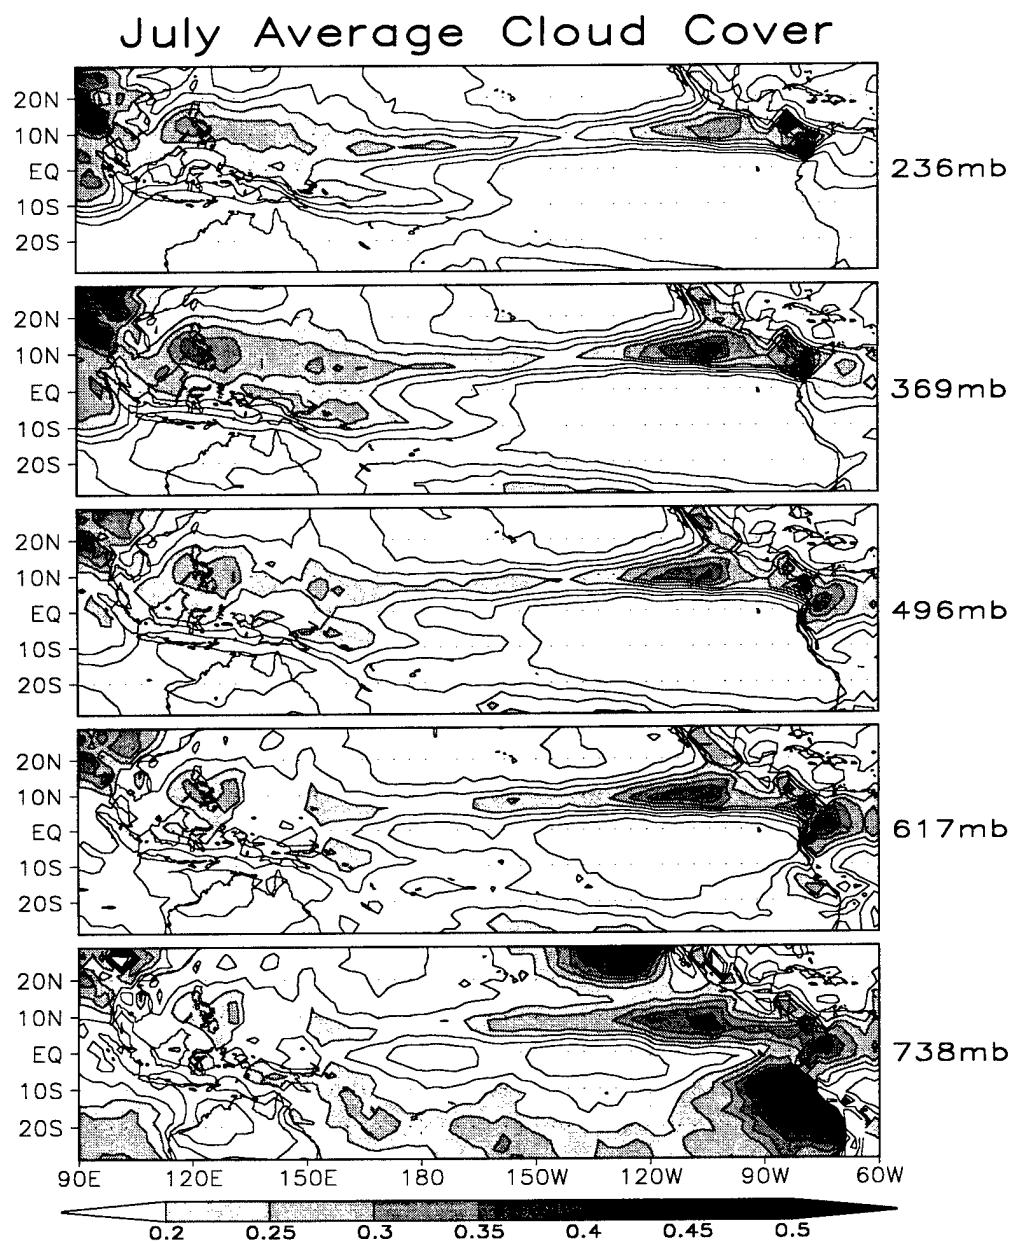 July Average Cloud Cover
20N
10N
EQ
10S
20S
236mb
20N
10N
EQ
10S
20S
369mb
20N
10N
EQ
10S
20S
496mb
20N
10N
EQ
10S
20S
617mb
20N
10N
EQ
10S
20S
738mb
90E 120E 150E 180 150W 120W 90W 60W
0.2 0.25 0.3 0.35 0.4 0.45 0.5